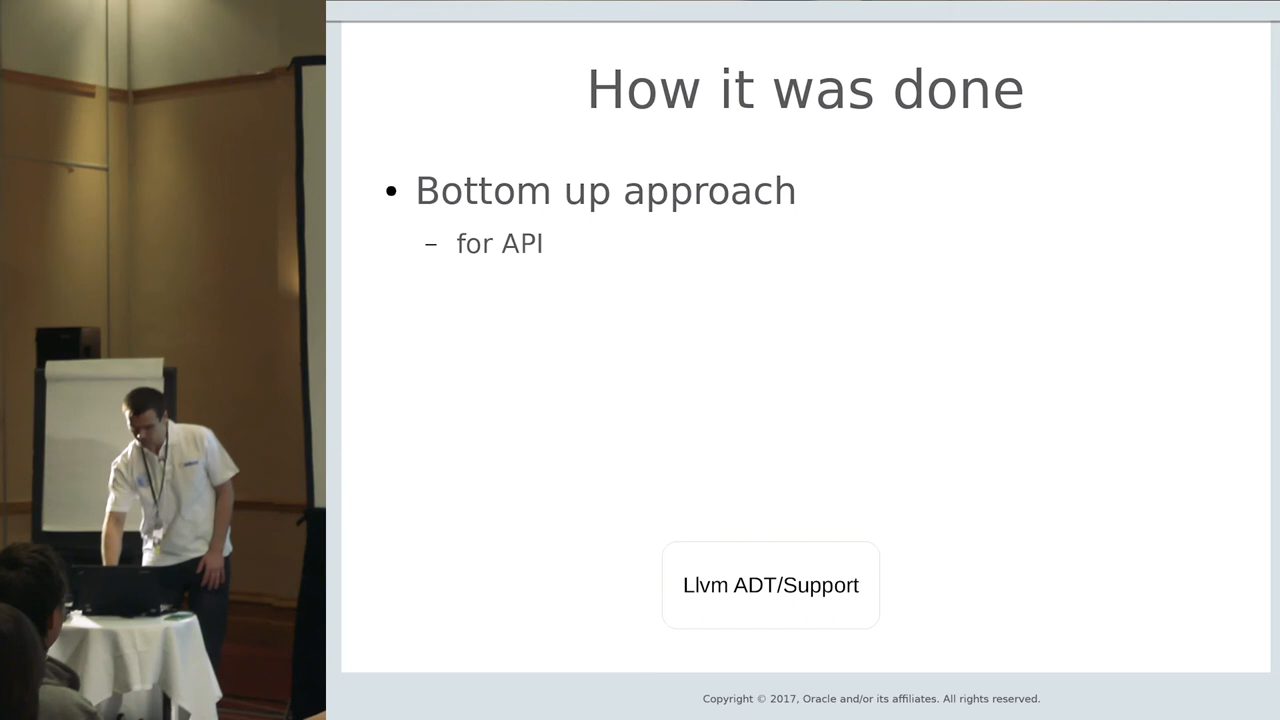 How it was done
• Bottom up approach
– for API
Llvm ADT/Support
Copyright © 2017, Oracle and/or its affiliates. All rights reserved.